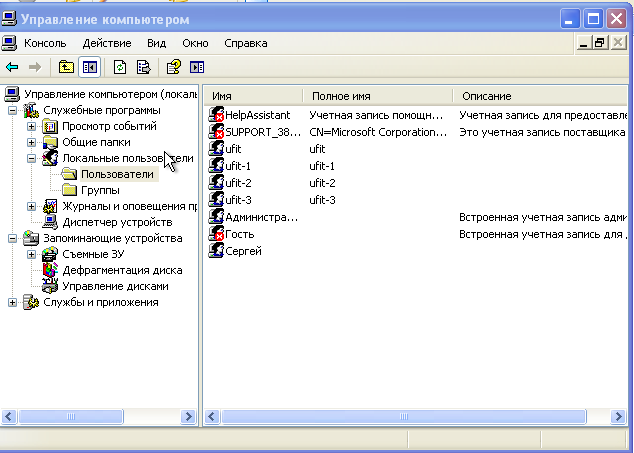 Управление компьютером
Консоль Действие Вид Окно Справка
Управление компьютером (локаль
Служебные программы
Просмотр событий
Общие папки
Локальные пользователи
Пользователи
Группы
Журналы и оповещения пр
Диспетчер устройств
Запоминающие устройства
Съемные ЗУ
Дефрагментация диска
Управление дисками
Службы и приложения
Имя Полное имя Описание
HelpAssistant Учетная запись помощн... Учетная запись для предоставле
SUPPORT_38... CN=Microsoft Corporation... Это учетная запись поставщика
ufit ufit
ufit-1 ufit-1
ufit-2 ufit-2
ufit-3 ufit-3
Администра... Встроенная учетная запись адми
Гость Встроенная учетная запись для
Сергей